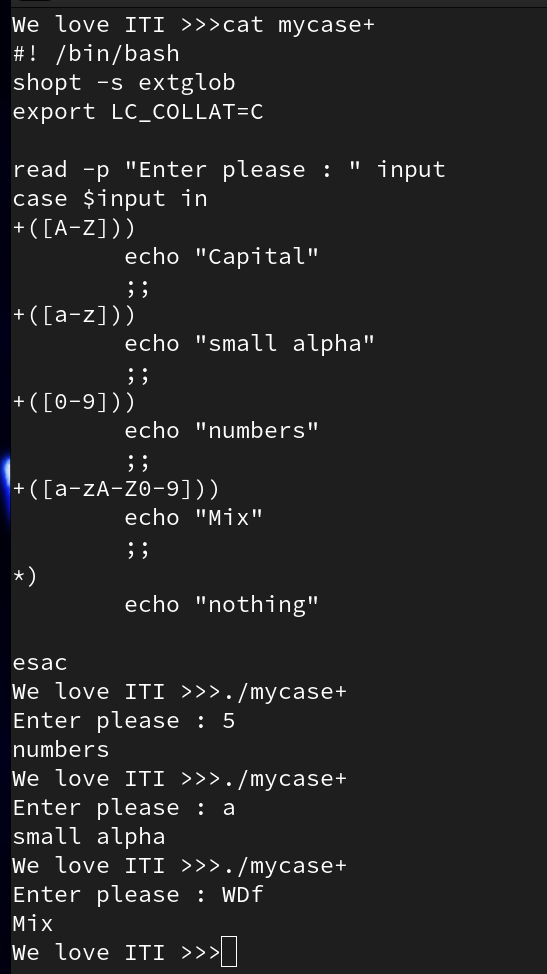 We love ITI >>>cat mycase+
#! /bin/bash
shopt -s extglob
export LC_COLLAT=C

read -p "Enter please : " input
case $input in
+([A-Z]))
        echo "Capital"
        ;;
+([a-z]))
        echo "small alpha"
        ;;
+([0-9]))
        echo "numbers"
        ;;
+([a-zA-Z0-9]))
        echo "Mix"
        ;;
*)
        echo "nothing"

esac
We love ITI >>>./mycase+
Enter please : 5
numbers
We love ITI >>>./mycase+
Enter please : a
small alpha
We love ITI >>>./mycase+
Enter please : WDf
Mix
We love ITI >>>